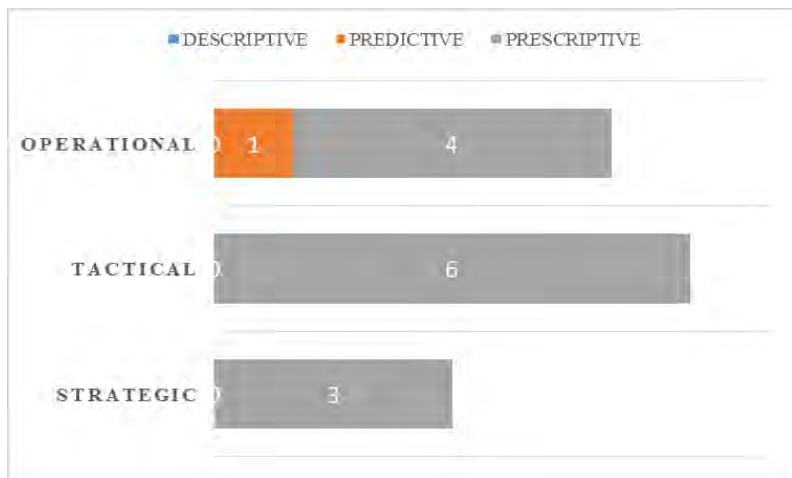 DESCRIPTIVE PREDICTIVE PRESCRIPTIVE
OPERATIONAL 0 1 4
TACTICAL 0 6
STRATEGIC 0 3